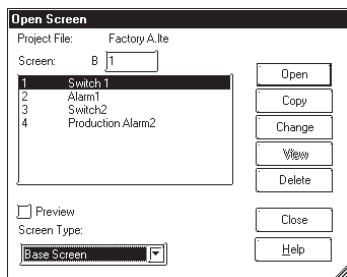 Open Screen
Project File: Factory A.lte
Screen: B 1
1 Switch 1
2 Alarm1
3 Switch2
4 Production Alarm2
Open
Copy
Change
View
Delete
Preview
Screen Type:
Base Screen
Close
Help